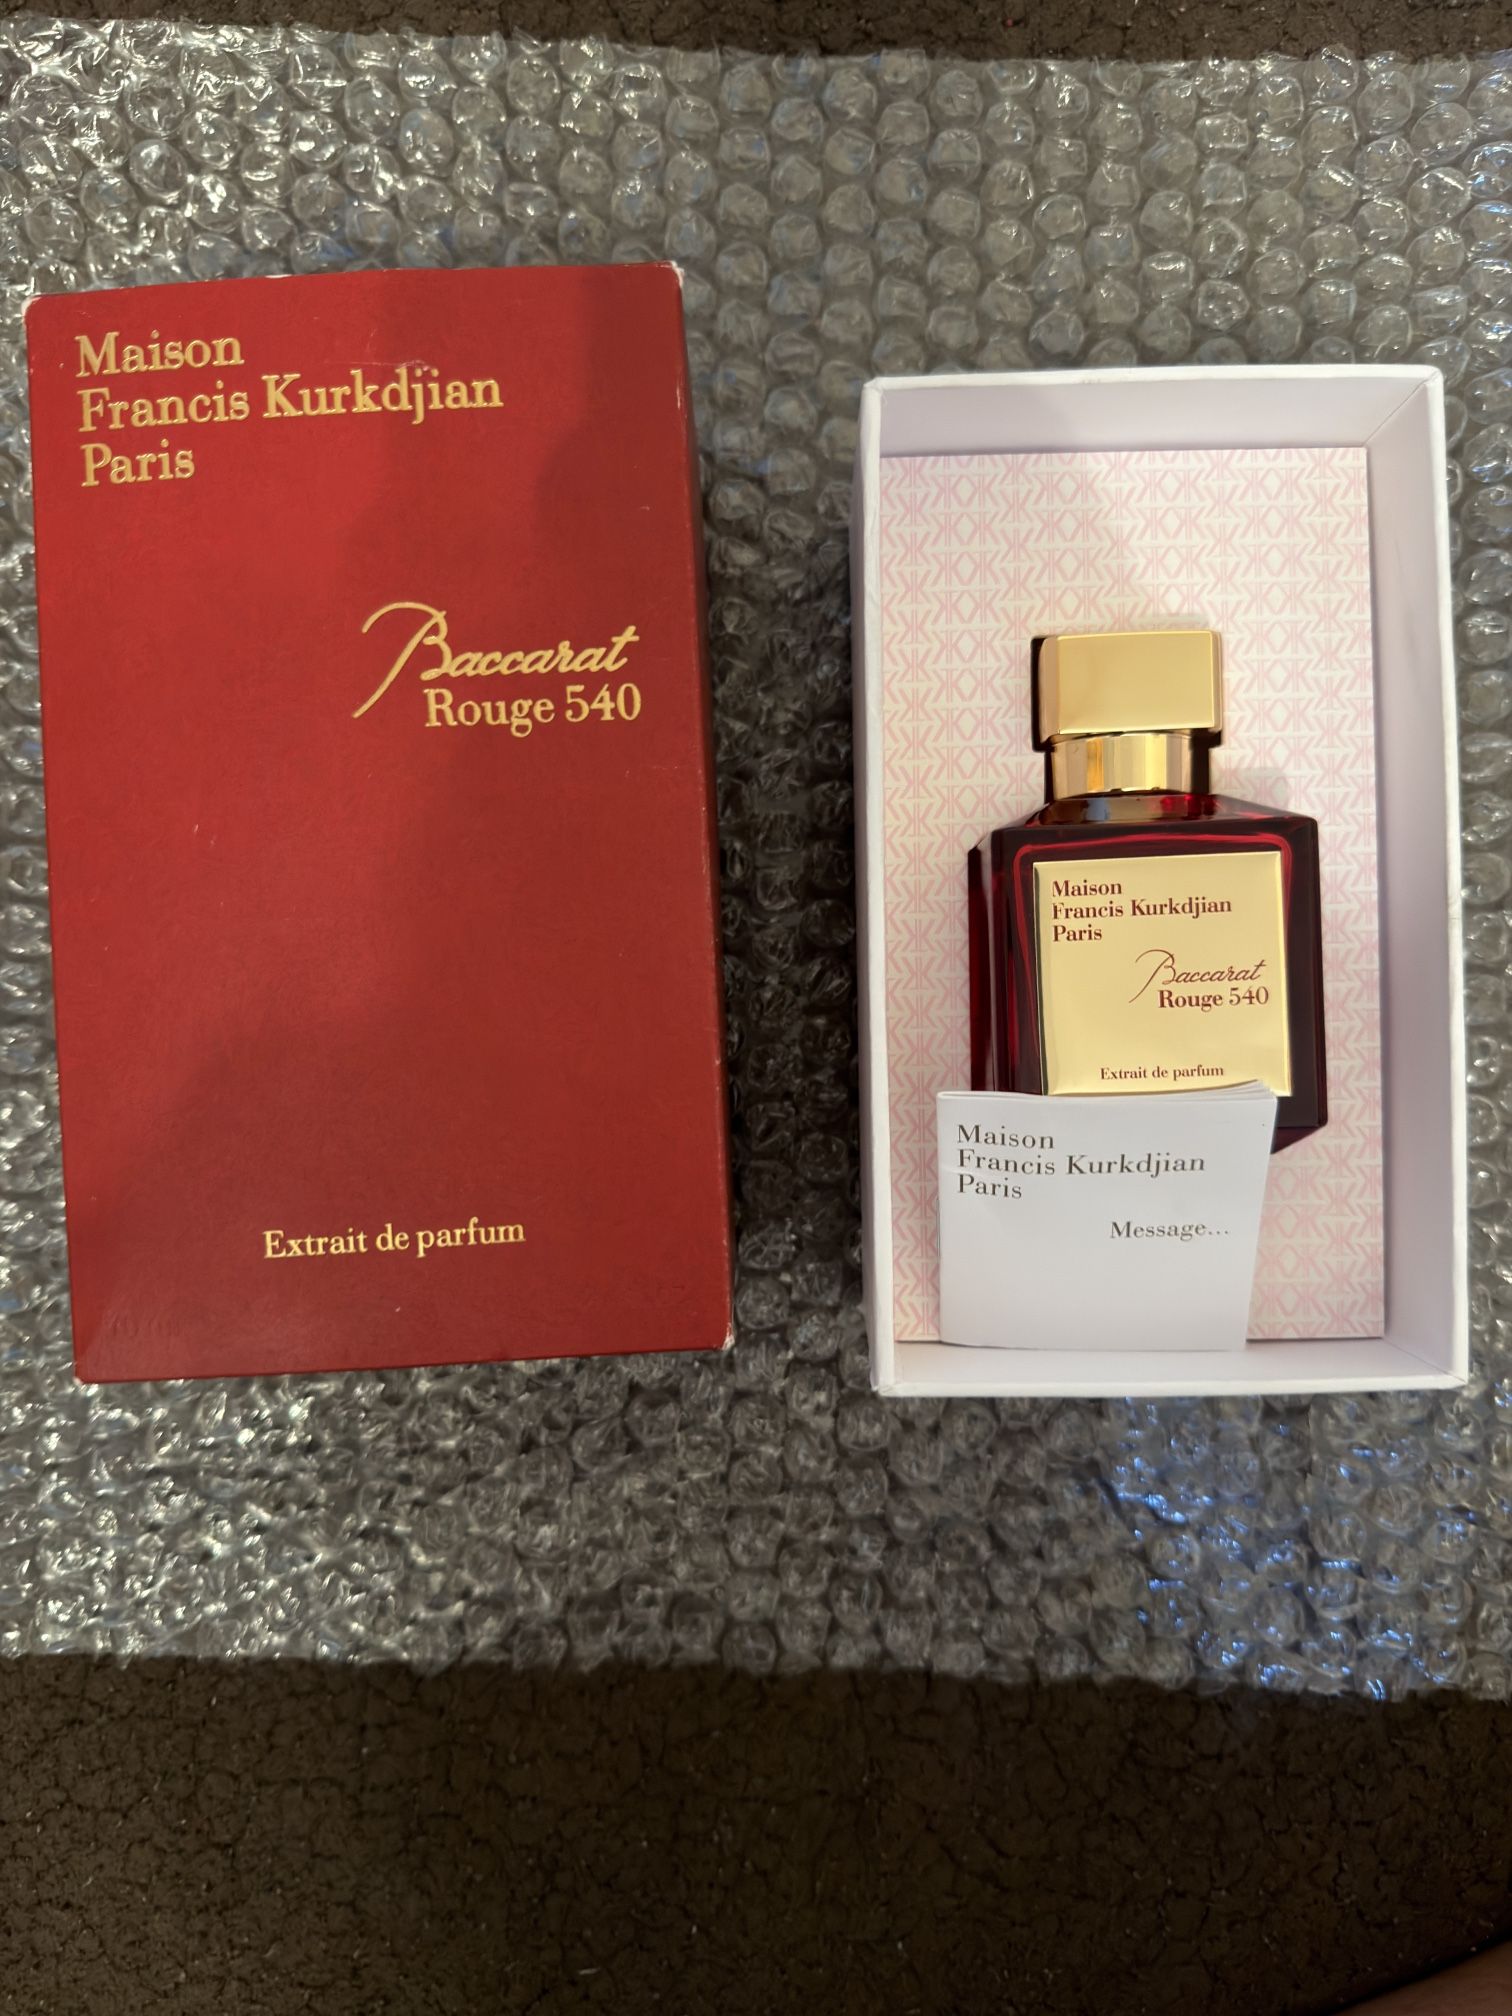 Maison
Francis Kurkdjian
Paris
Baccarat
Rouge 540
Extrait de parfum
Maison
Francis Kurkdjian
Paris
Baccarat
Rouge 540
Extrait de parfum
Maison
Francis Kurkdjian
Paris
Message...